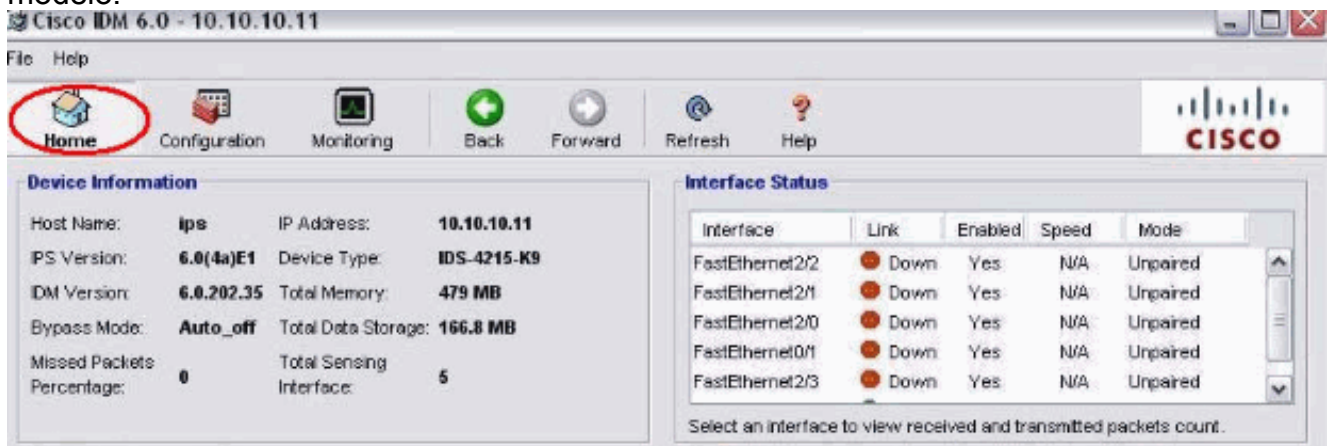 models.
Cisco IDM 6.0 - 10.10.10.11
File Help
Home Configuration Monitoring Back Forward Refresh Help
CISCO
Device Information
Host Name: ips IP Address: 10.10.10.11
IPS Version: 6.0(4a)E1 Device Type: IDS-4215-K9
IDM Version: 6.0.202.35 Total Memory: 479 MB
Bypass Mode: Auto_off Total Data Storage: 166.8 MB
Missed Packets Percentage: 0 Total Sensing Interface: 5
Interface Status
Interface Link Enabled Speed Mode
FastEthernet2/2 Down Yes N/A Unpaired
FastEthernet2/1 Down Yes N/A Unpaired
FastEthernet2/0 Down Yes N/A Unpaired
FastEthernet0/1 Down Yes N/A Unpaired
FastEthernet2/3 Down Yes N/A Unpaired
Select an interface to view received and transmitted packets count.